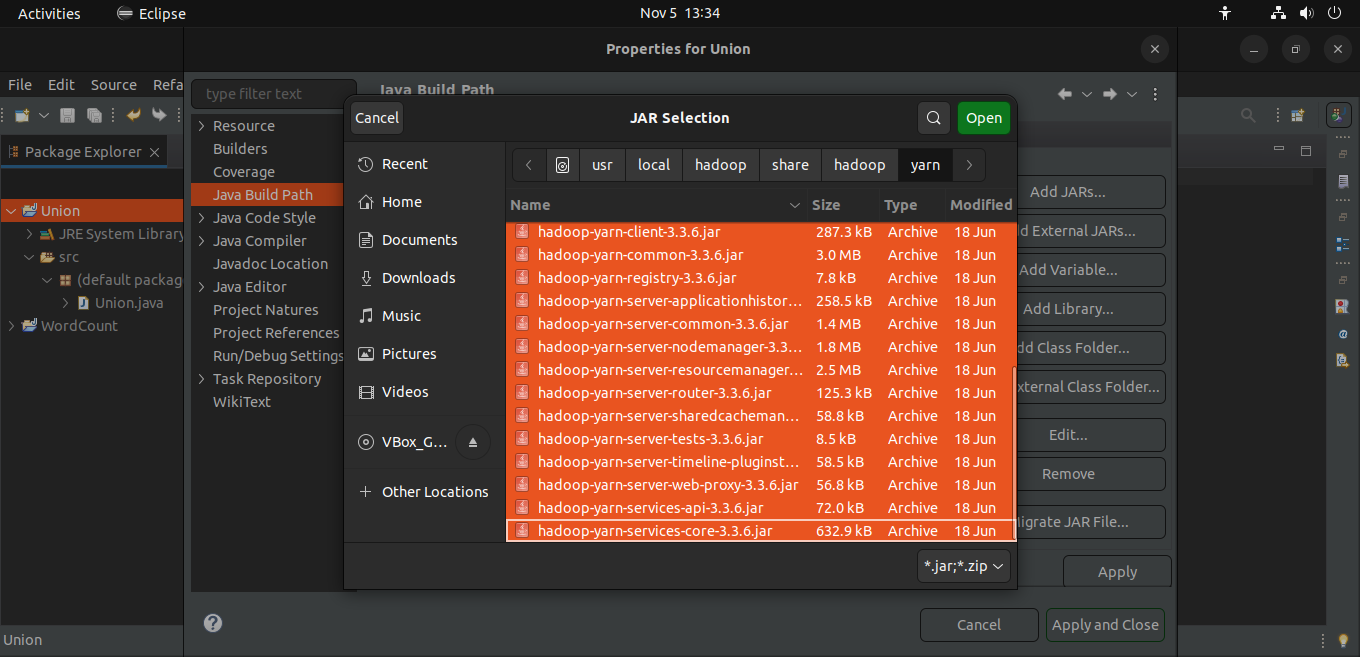 Activities Eclipse Nov 5 13:34
Properties for Union
File Edit Source Refa
type filter text
Java Build Path
Package Explorer
Union
JRE System Library
src
(default packag
Union.java
WordCount
Resource
Builders
Coverage
Java Build Path
Java Code Style
Java Compiler
Javadoc Location
Java Editor
Project Natures
Project References
Run/Debug Settings
Task Repository
WikiText
Cancel JAR Selection Open
Recent
Home
Documents
Downloads
Music
Pictures
Videos
VBox_G...
Other Locations
usr local hadoop share hadoop yarn
Name Size Type Modified
hadoop-yarn-client-3.3.6.jar 287.3 kB Archive 18 Jun
hadoop-yarn-common-3.3.6.jar 3.0 MB Archive 18 Jun
hadoop-yarn-registry-3.3.6.jar 7.8 kB Archive 18 Jun
hadoop-yarn-server-applicationhistor... 258.5 kB Archive 18 Jun
hadoop-yarn-server-common-3.3.6.jar 1.4 MB Archive 18 Jun
hadoop-yarn-server-nodemanager-3.3... 1.8 MB Archive 18 Jun
hadoop-yarn-server-resourcemanager... 2.5 MB Archive 18 Jun
hadoop-yarn-server-router-3.3.6.jar 125.3 kB Archive 18 Jun
hadoop-yarn-server-sharedcacheman... 58.8 kB Archive 18 Jun
hadoop-yarn-server-tests-3.3.6.jar 8.5 kB Archive 18 Jun
hadoop-yarn-server-timeline-pluginst... 58.5 kB Archive 18 Jun
hadoop-yarn-server-web-proxy-3.3.6.jar 56.8 kB Archive 18 Jun
hadoop-yarn-services-api-3.3.6.jar 72.0 kB Archive 18 Jun
hadoop-yarn-services-core-3.3.6.jar 632.9 kB Archive 18 Jun
*.jar;*.zip
Add JARs...
d External JARs...
Add Variable...
Add Library...
dd Class Folder...
xternal Class Folder...
Edit...
Remove
igrate JAR File...
Apply
Cancel Apply and Close
Union